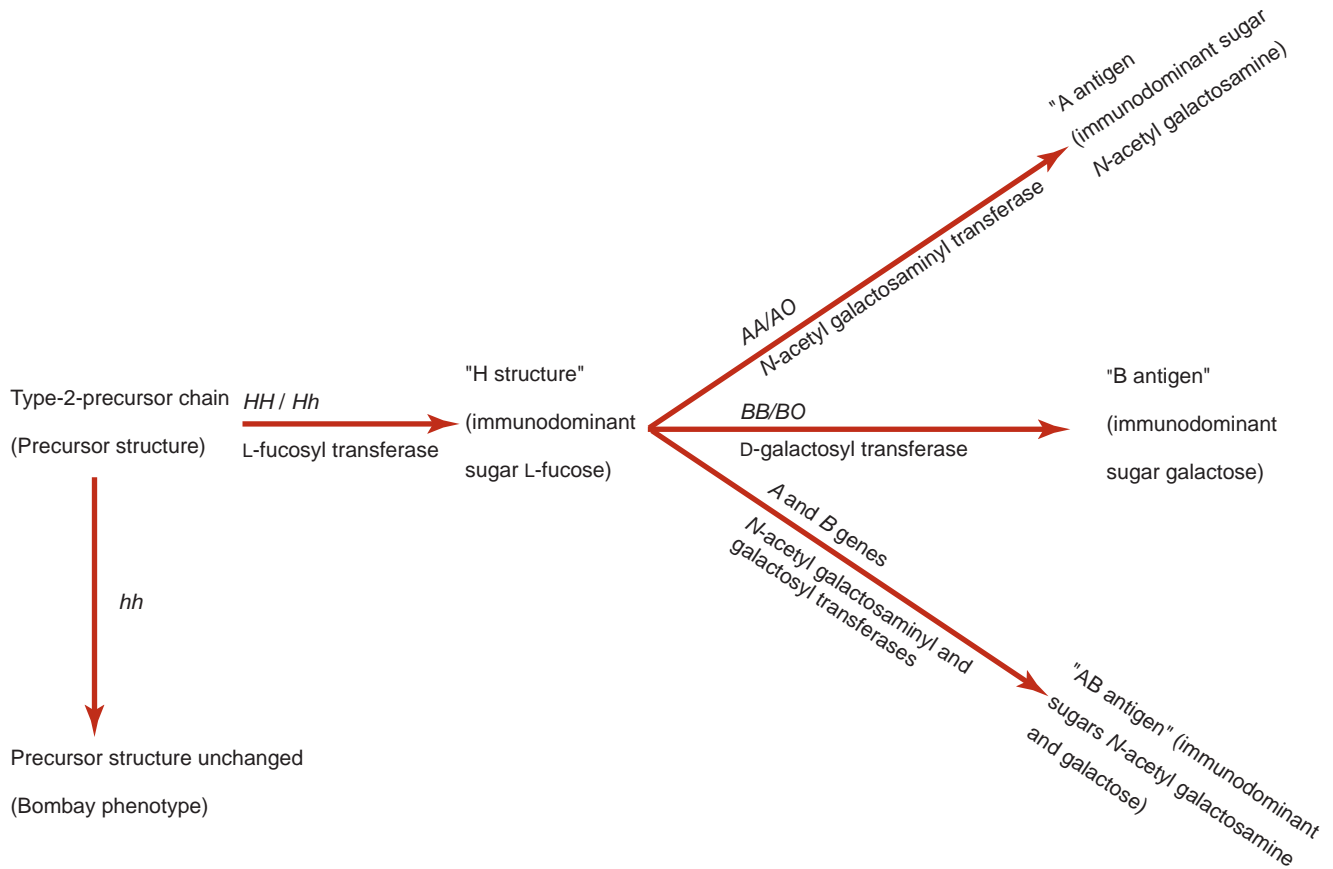 Type-2-precursor chain
(Precursor structure)
HH / Hh
L-fucosyl transferase
"H structure"
(immunodominant
sugar L-fucose)
AA/AO
N-acetyl galactosaminyl transferase
"A antigen
(immunodominant sugar
N-acetyl galactosamine)
BB/BO
D-galactosyl transferase
"B antigen"
(immunodominant
sugar galactose)
A and B genes
N-acetyl galactosaminyl and
galactosyl transferases
"AB antigen" (immunodominant
sugars N-acetyl galactosamine
and galactose)
hh
Precursor structure unchanged
(Bombay phenotype)